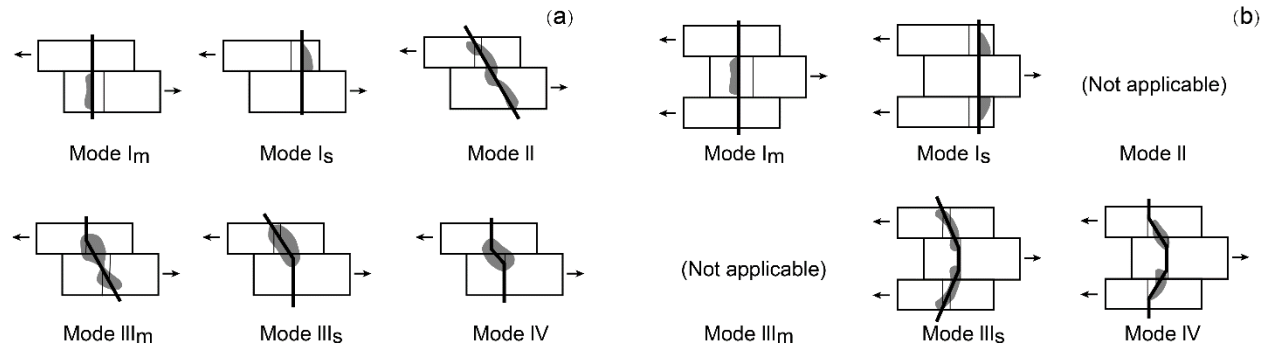 (a)
Mode Im
Mode Is
Mode II
Mode IIIm
Mode IIIs
Mode IV
(b)
(Not applicable)
Mode Im
Mode Is
Mode II
(Not applicable)
Mode IIIm
Mode IIIs
Mode IV